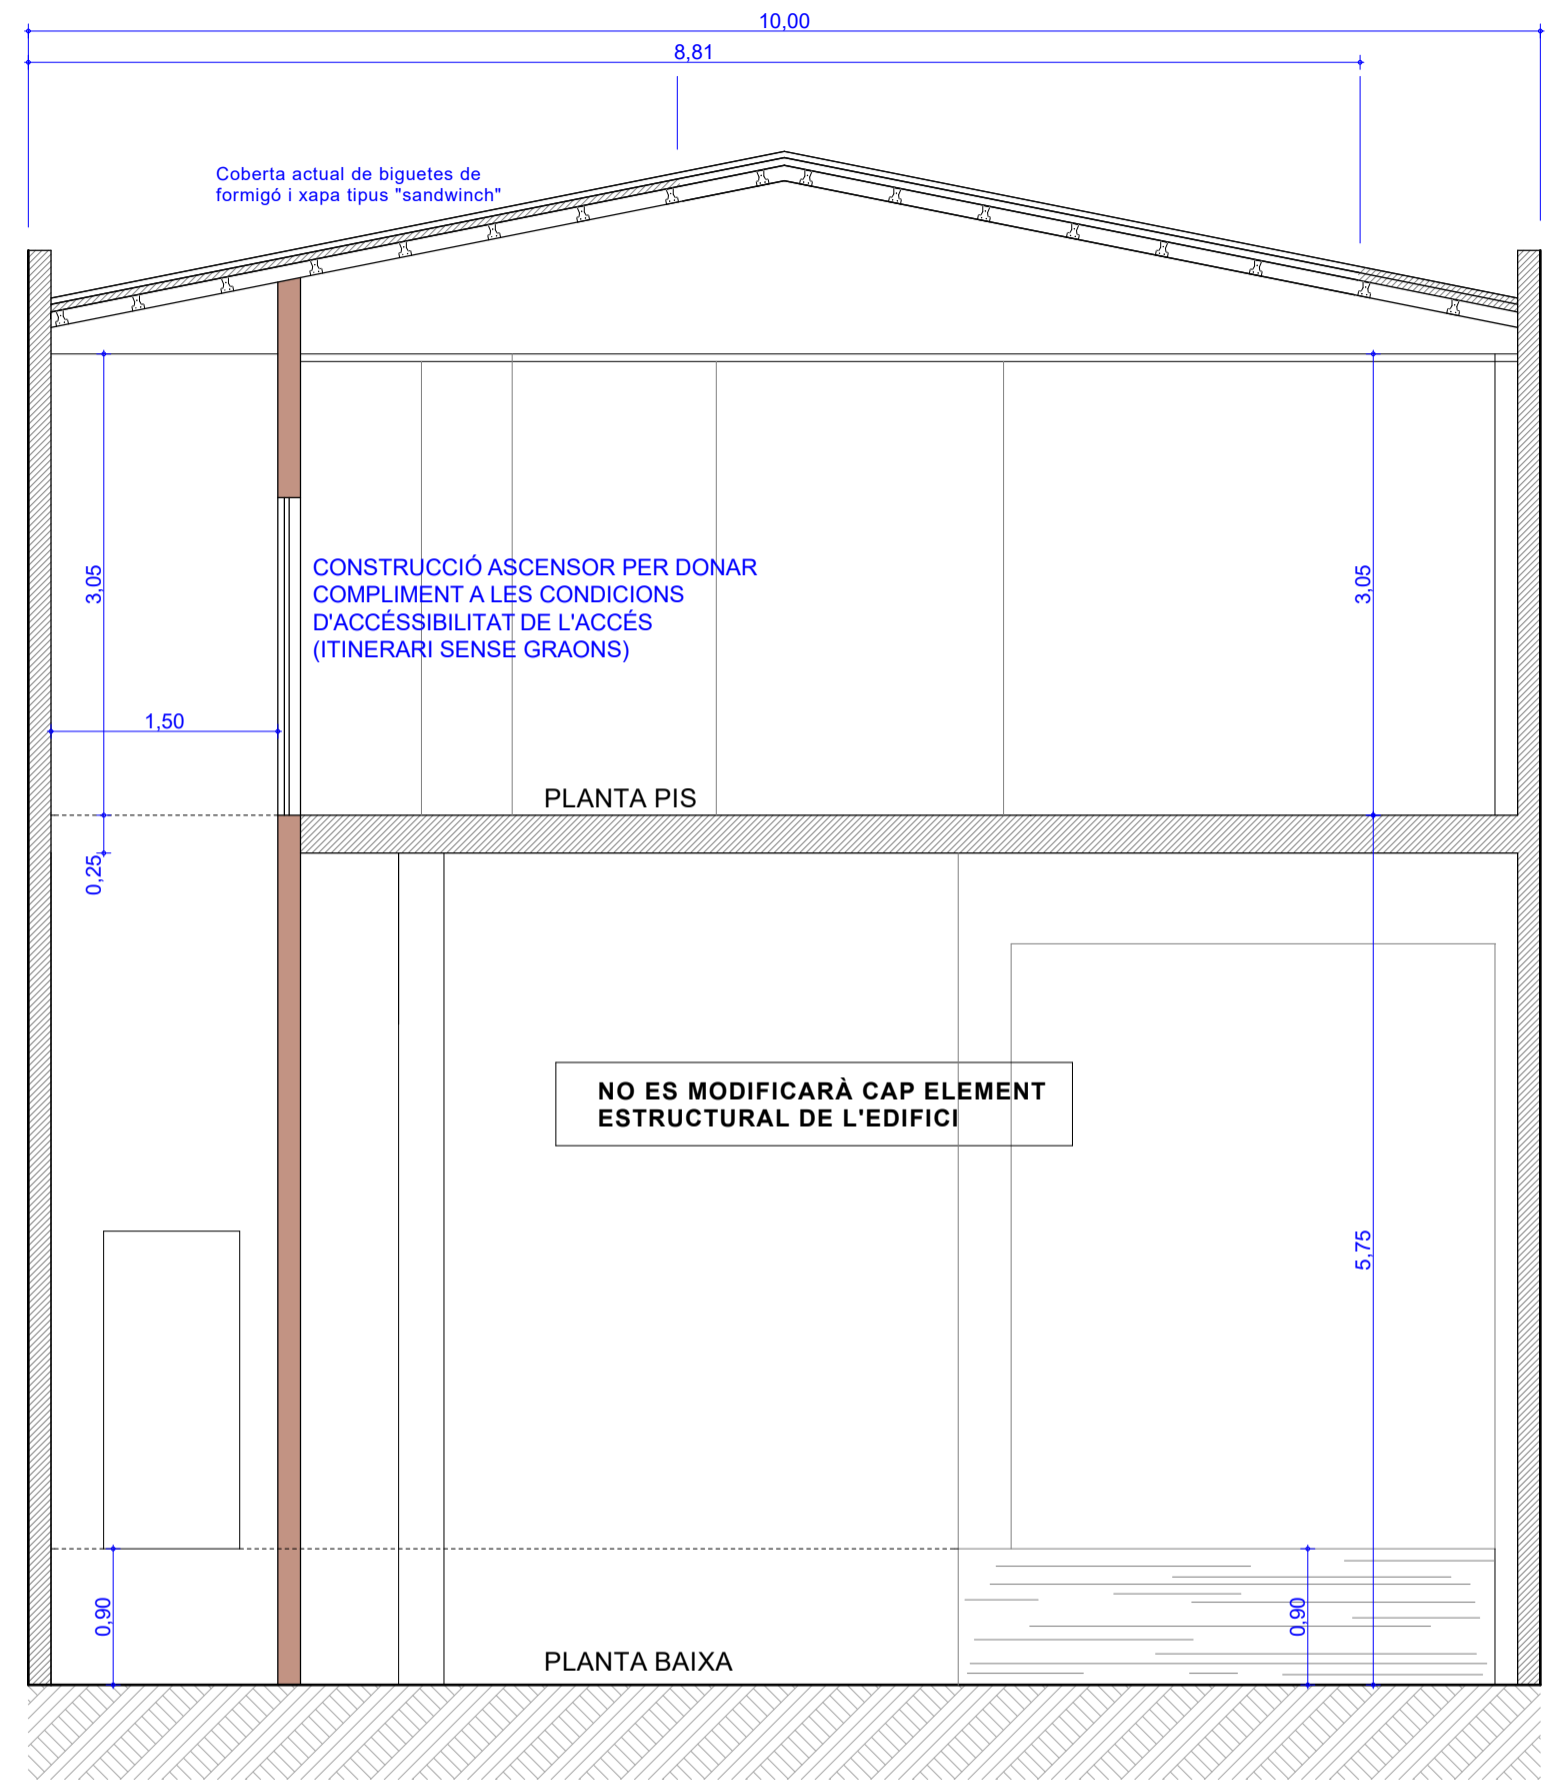 10,00
8,81
Coberta actual de biguetes de
formigó i xapa tipus "sandwinch"
3,05
CONSTRUCCIÓ ASCENSOR PER DONAR
COMPLIMENT A LES CONDICIONS
D'ACCÉSSIBILITAT DE L'ACCÉS
(ITINERARI SENSE GRAONS)
3,05
1,50
PLANTA PIS
0,25
NO ES MODIFICARÀ CAP ELEMENT
ESTRUCTURAL DE L'EDIFICI
5,75
0,90
0,90
PLANTA BAIXA